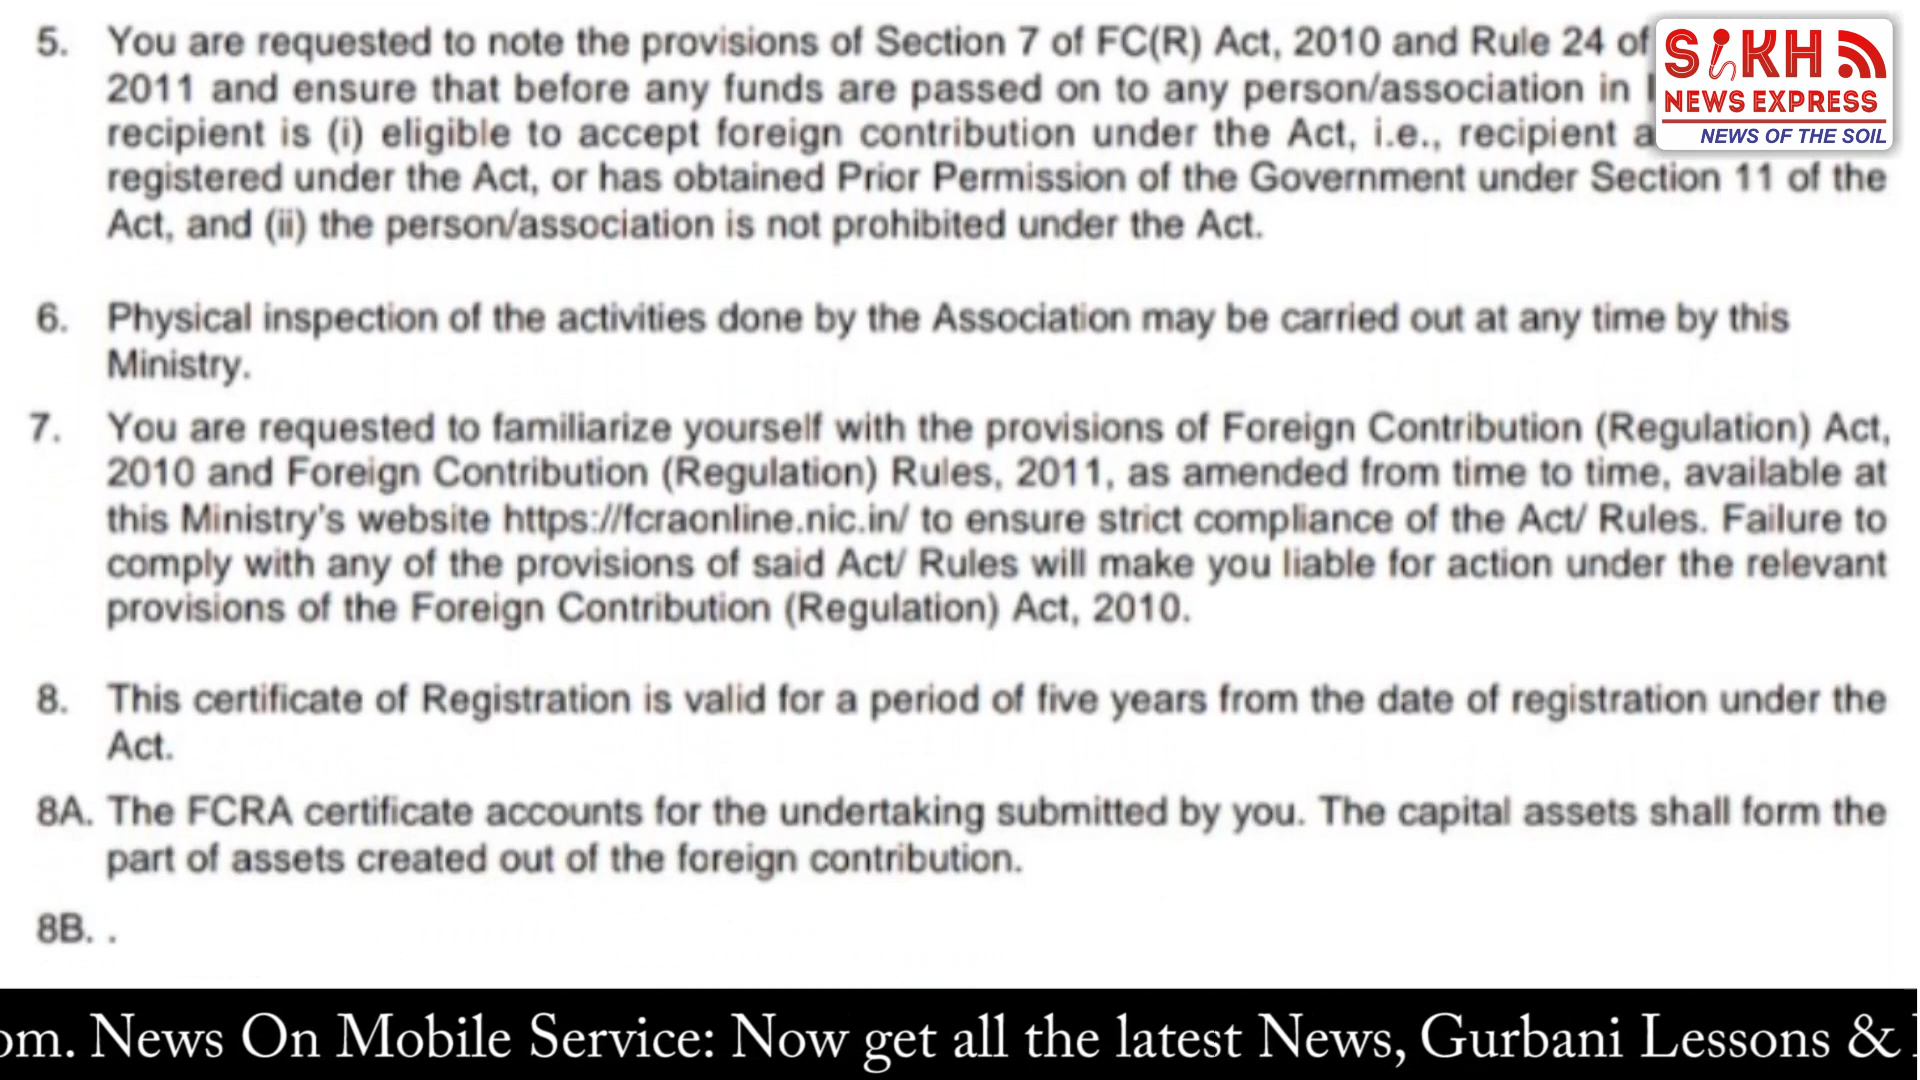 5. You are requested to note the provisions of Section 7 of FC(R) Act, 2010 and Rule 24 of
2011 and ensure that before any funds are passed on to any person/association in
recipient is (i) eligible to accept foreign contribution under the Act, i.e., recipient
registered under the Act, or has obtained Prior Permission of the Government under Section 11 of the
Act, and (ii) the person/association is not prohibited under the Act.
SIKH
NEWS EXPRESS
NEWS OF THE SOIL
6. Physical inspection of the activities done by the Association may be carried out at any time by this
Ministry.
7. You are requested to familiarize yourself with the provisions of Foreign Contribution (Regulation) Act,
2010 and Foreign Contribution (Regulation) Rules, 2011, as amended from time to time, available at
this Ministry's website https://fcraonline.nic.in/ to ensure strict compliance of the Act/ Rules. Failure to
comply with any of the provisions of said Act/ Rules will make you liable for action under the relevant
provisions of the Foreign Contribution (Regulation) Act, 2010.
8. This certificate of Registration is valid for a period of five years from the date of registration under the
Act.
8A. The FCRA certificate accounts for the undertaking submitted by you. The capital assets shall form the
part of assets created out of the foreign contribution.
8B. .
om. News On Mobile Service: Now get all the latest News, Gurbani Lessons &